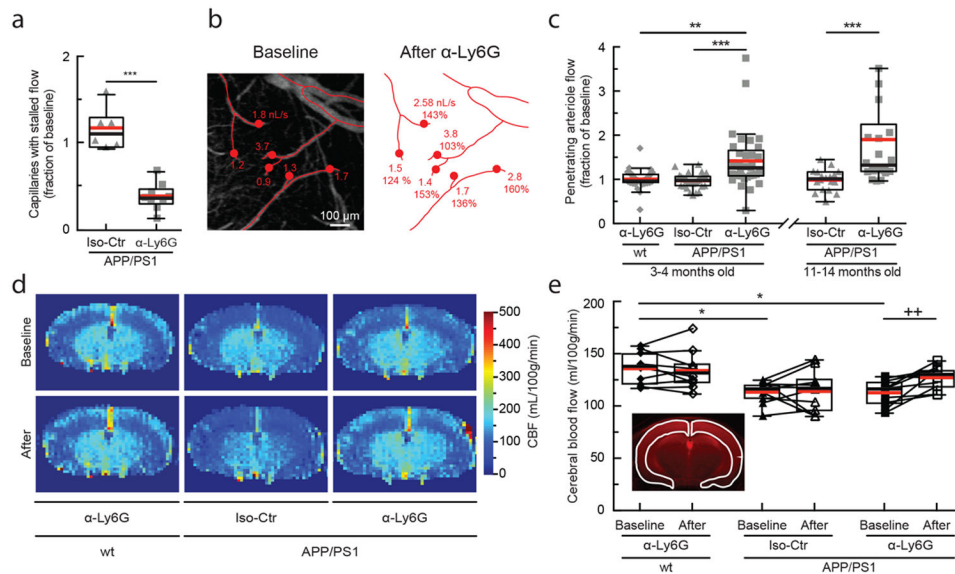 a
Capillaries with stalled flow
(fraction of baseline)
2
1
0
***
Iso-Ctr α-Ly6G
APP/PS1
b
Baseline
After α-Ly6G
1.8 nL/s
3.7
0.9
1.7
100 µm
2.58 nL/s
143%
3.8
103%
1.5
124 %
1.4
153%
1.7
136%
2.8
160%
c
Penetrating arteriole flow
(fraction of baseline)
4
3
2
1
0
**
***
***
α-Ly6G Iso-Ctr α-Ly6G Iso-Ctr α-Ly6G
wt APP/PS1 APP/PS1
3-4 months old 11-14 months old
d
Baseline
After
500
400
300
200
100
0
CBF (mL/100g/min)
α-Ly6G Iso-Ctr α-Ly6G
wt APP/PS1
e
Cerebral blood flow (ml/100g/min)
200
150
100
50
0
*
*
++
Baseline After Baseline After Baseline After
α-Ly6G Iso-Ctr α-Ly6G
wt APP/PS1